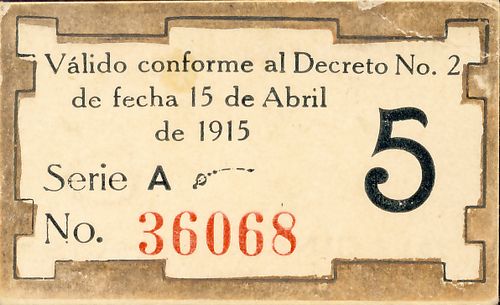 Válido conforme al Decreto No. 2
de fecha 15 de Abril
de 1915
5
Serie A
No. 36068